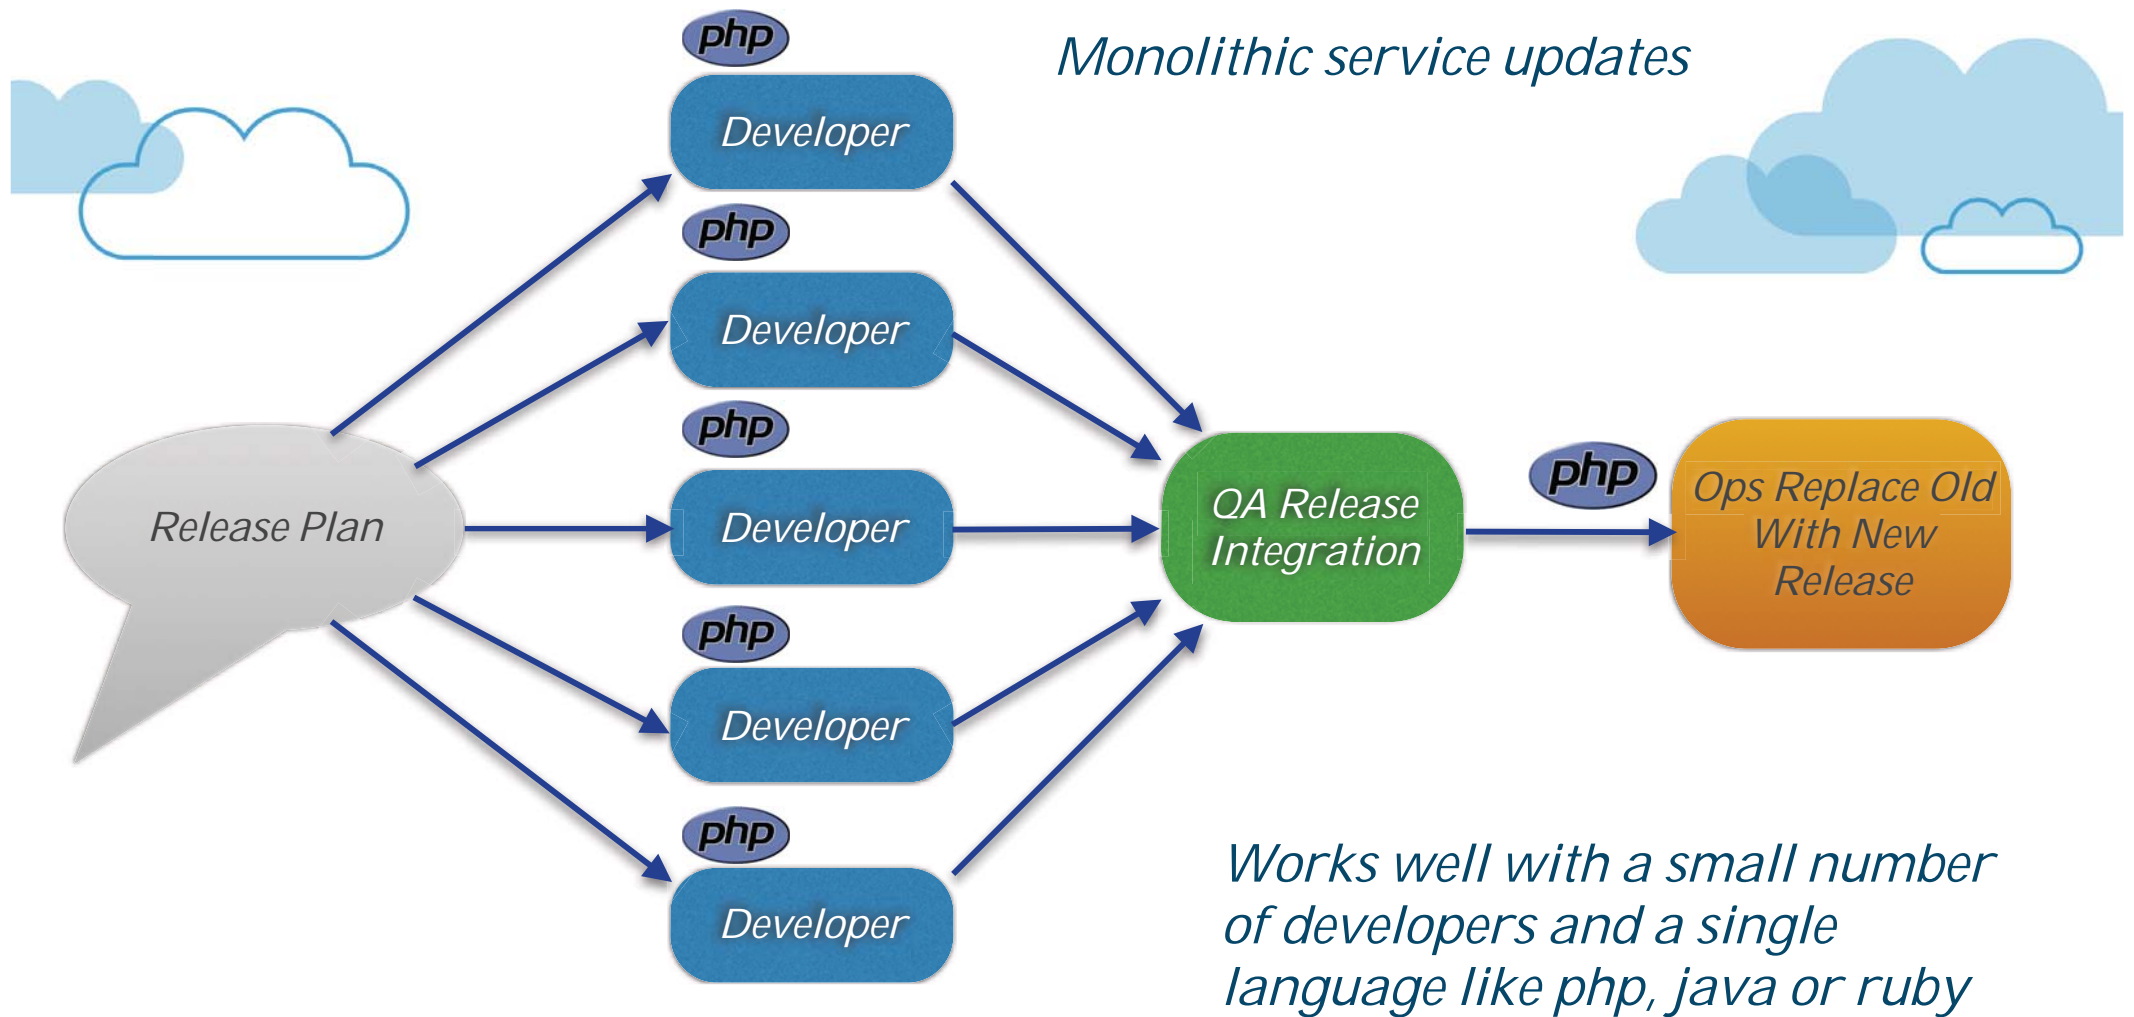 php
Monolithic service updates
Developer
php
Developer
php
Developer
php
Developer
php
Developer
Release Plan
QA Release
Integration
php
Ops Replace Old
With New
Release
Works well with a small number
of developers and a single
language like php, java or ruby